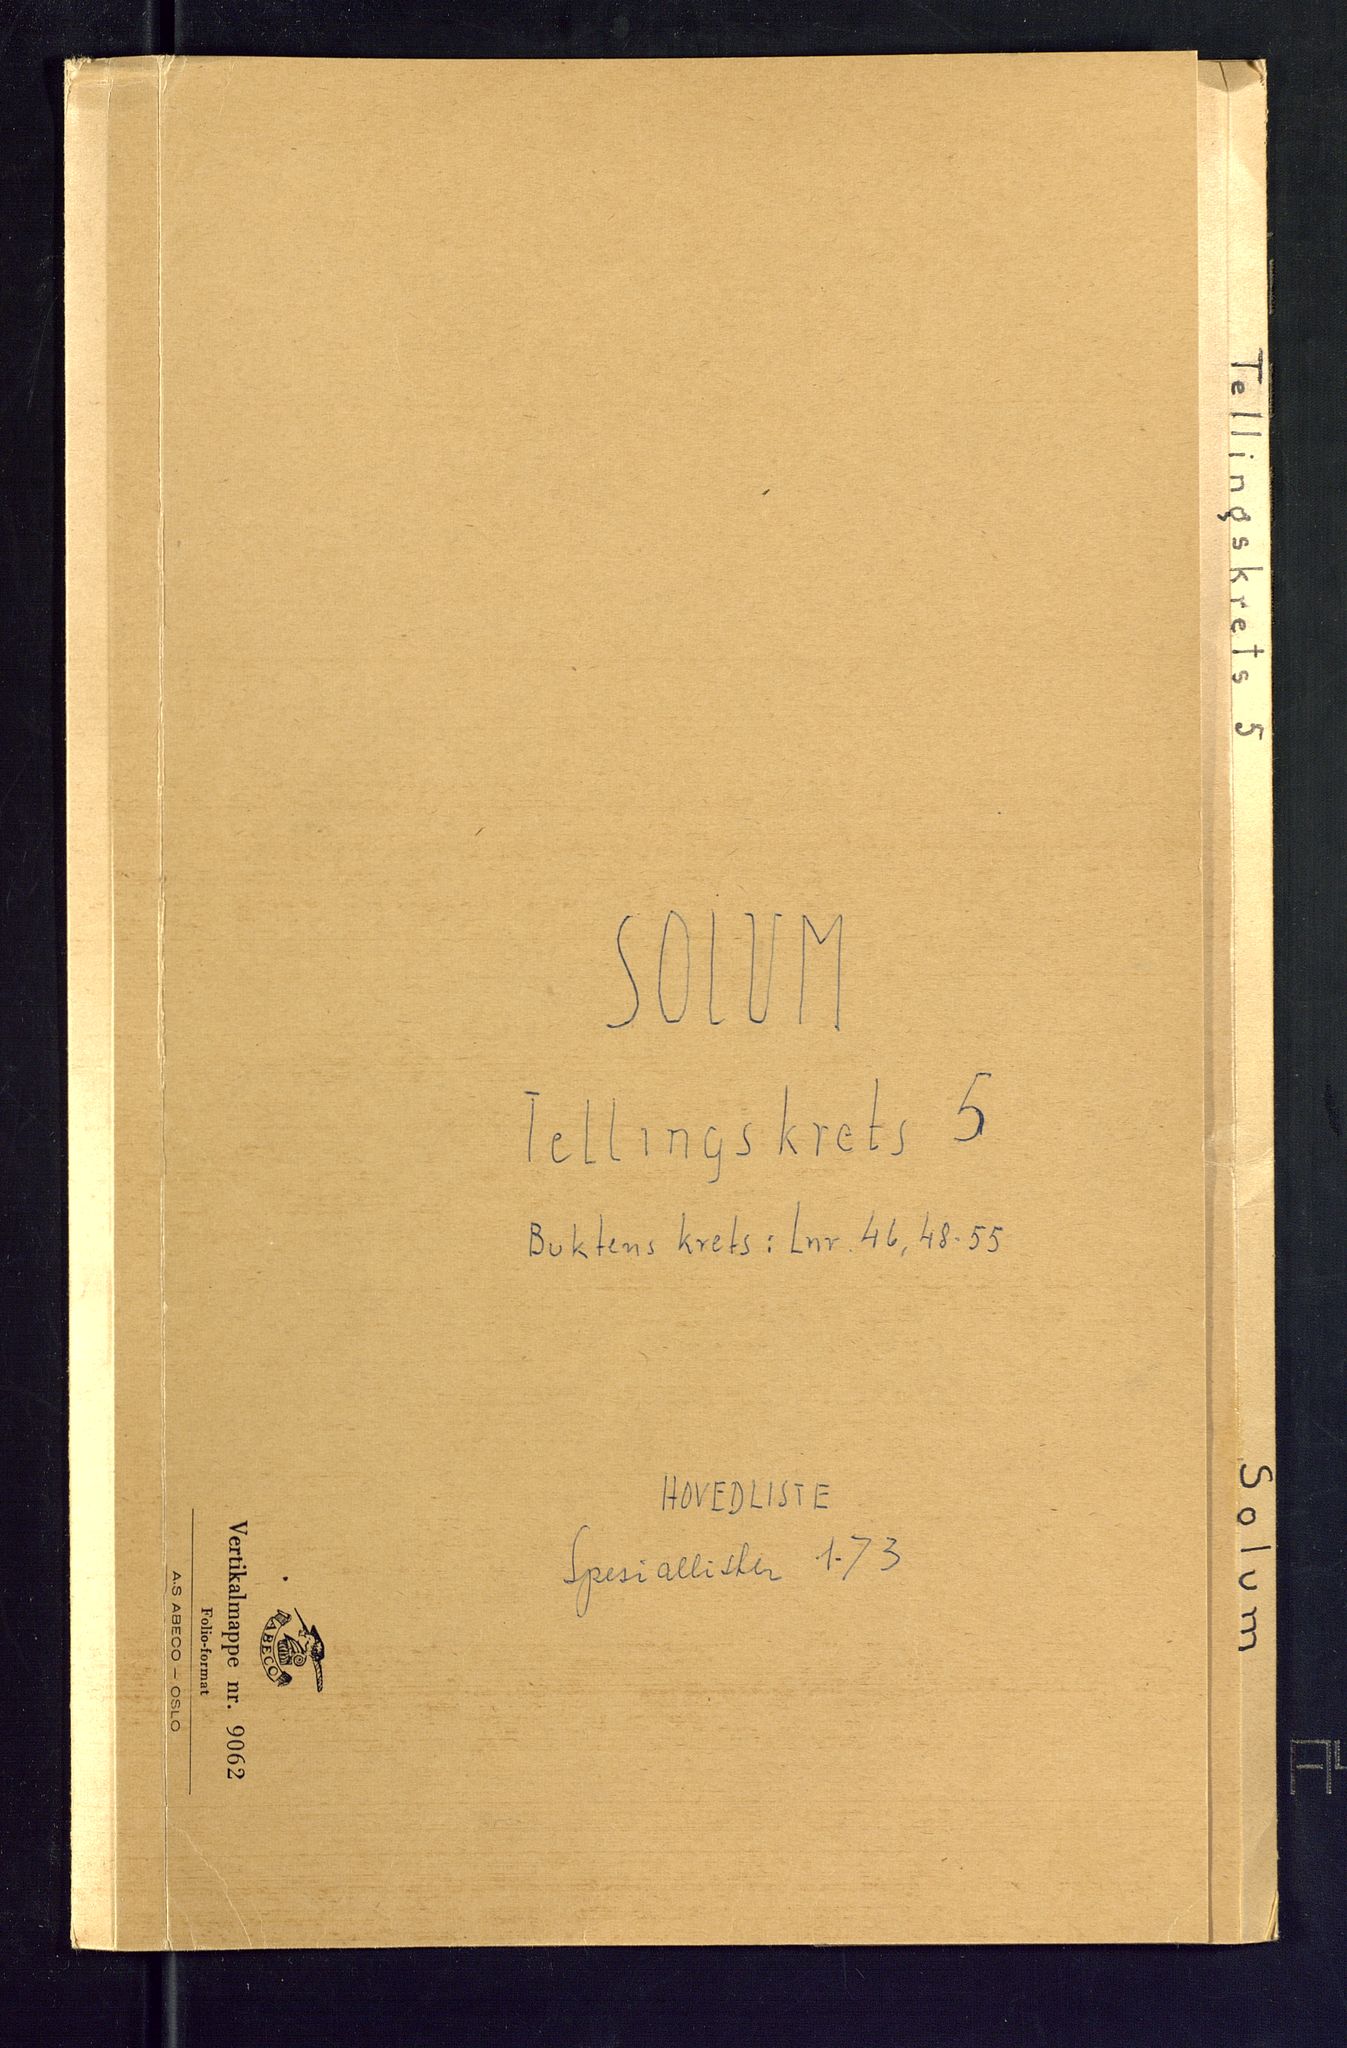 SOLUM
Tellingskrets 5
Buktens krets: Lnr. 46, 48-55
HOVEDLISTE
Spesiallister 1-73
Tellingskrets 5
Solum
ABECO
Vertikalmappe nr. 9062
Folio-format
A.S ABECO – OSLO
A4